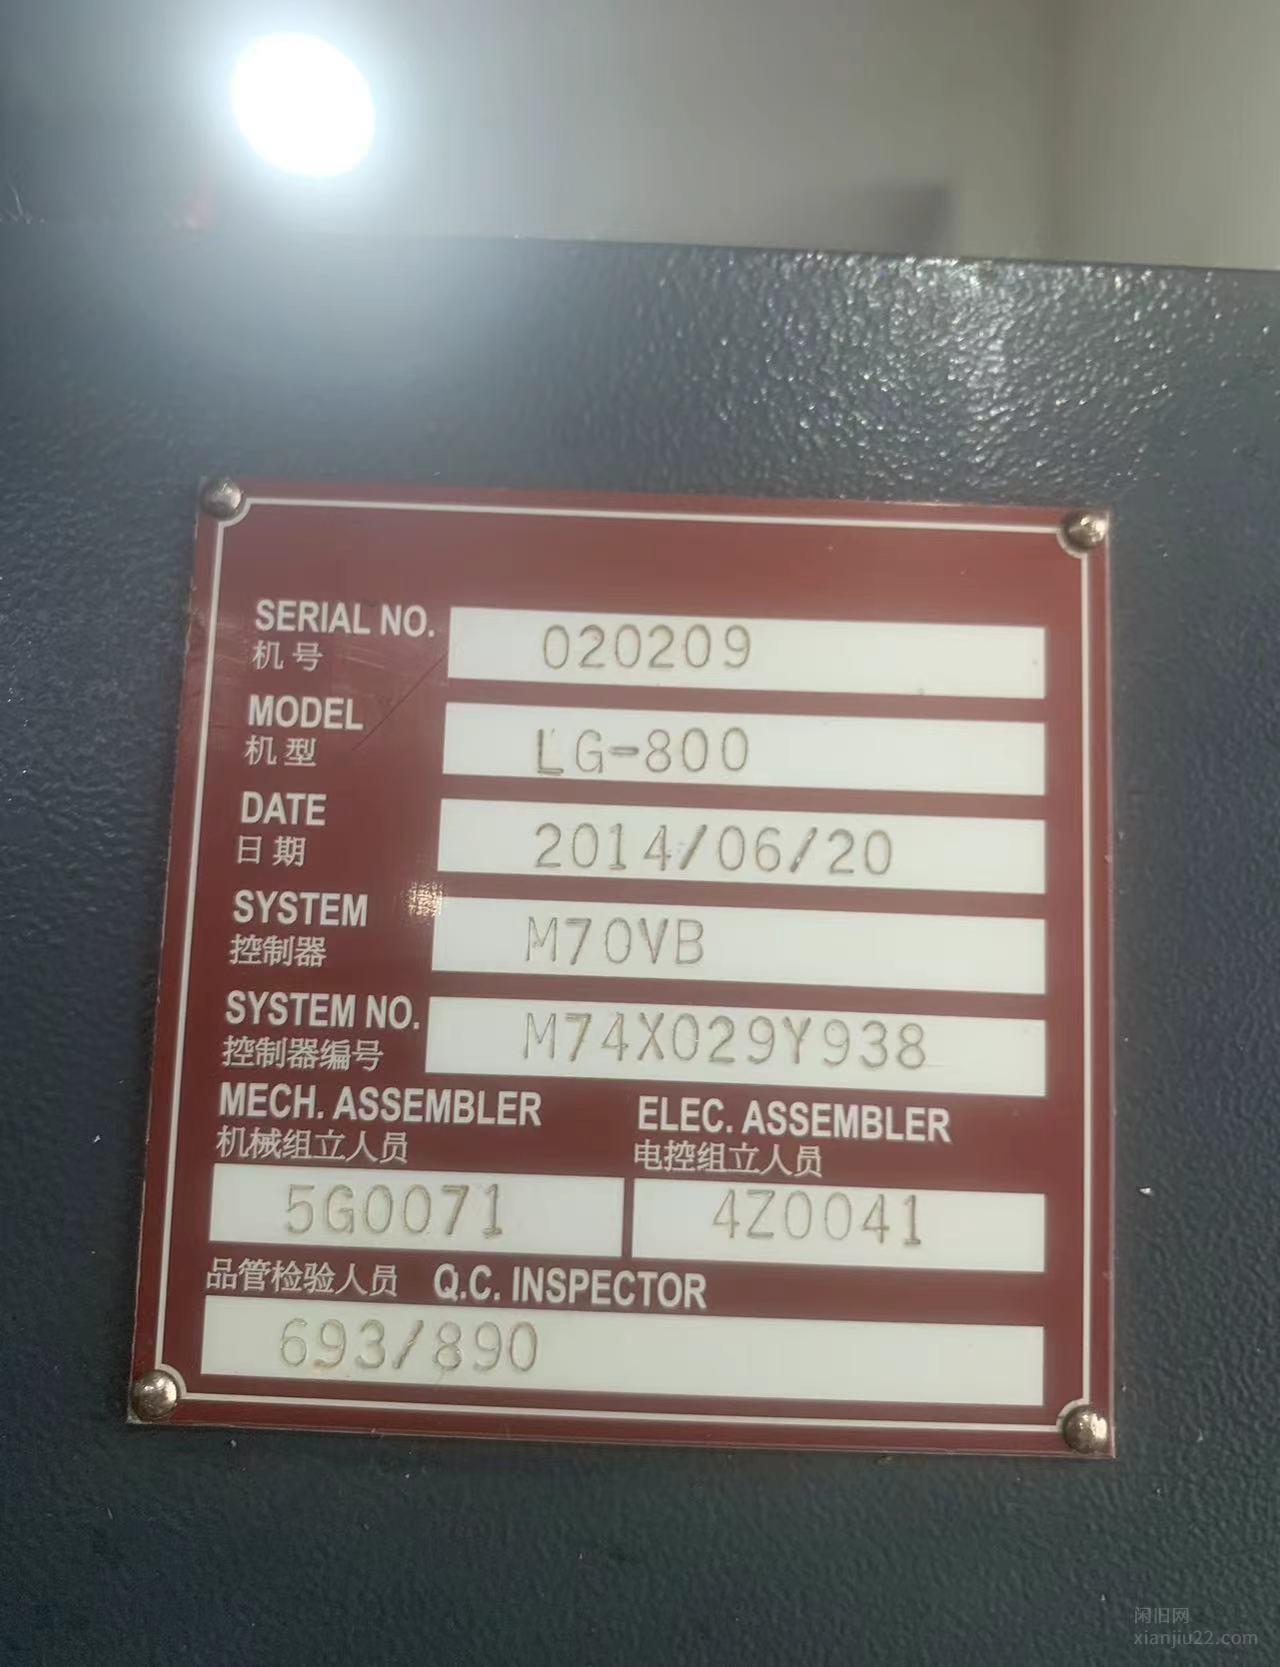 SERIAL NO. 020209
机号
MODEL LG-800
机型
DATE 2014/06/20
日期
SYSTEM M70VB
控制器
SYSTEM NO. M74X029Y938
控制器编号
MECH. ASSEMBLER ELEC. ASSEMBLER
机械组立人员 电控组立人员
5G0071 4Z0041
品管检验人员 Q.C. INSPECTOR
693/890
闲旧网
xianjiu22.com